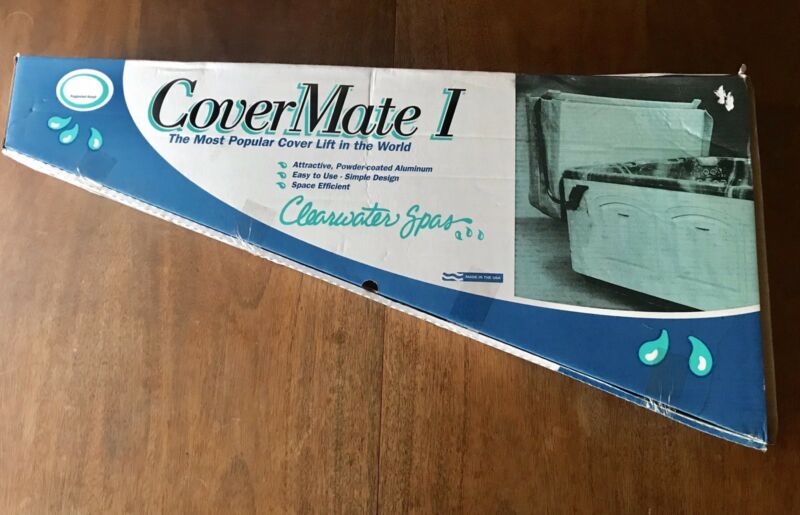 CoverMate I
The Most Popular Cover Lift in the World
Attractive, Powder-coated Aluminum
Easy to Use - Simple Design
Space Efficient
Clearwater Spas
MADE IN THE USA